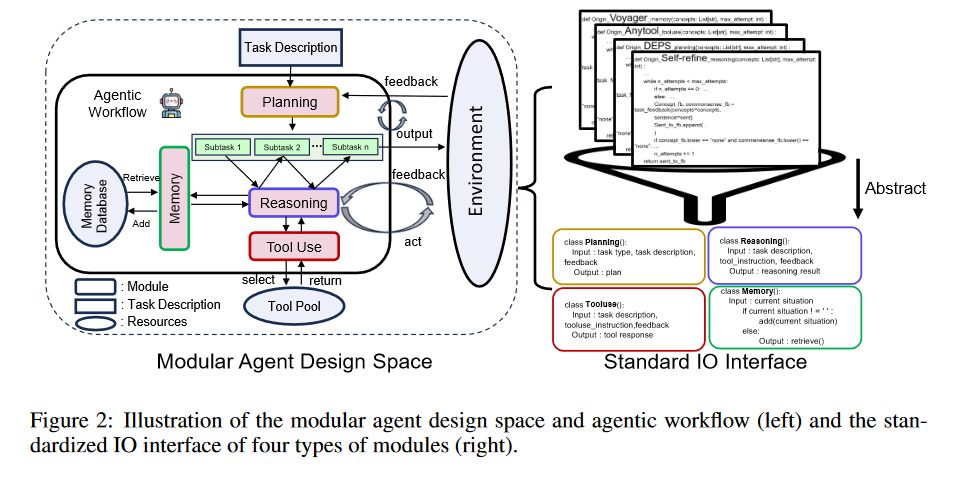 Task Description
Agentic
Workflow
Planning
feedback
output
Subtask 1
Subtask 2
...
Subtask n
feedback
Memory
Database
Retrieve
Add
Memory
Reasoning
act
Tool Use
select
return
Tool Pool
Environment
: Module
: Task Description
: Resources
Modular Agent Design Space
def Origin_Voyager_memory(concepts: List[str], max_attempt: int) :
def Origin_Anytool_tooluse(concepts: List[str], max_attempt: int) :
def Origin_DEPS_planning(concepts: List[str], max_attempt: int) :
def Origin_Self-refine_reasoning(concepts: List[str], max_attempt:
int) :
...
while n_attempts < max_attempts:
if n_attempts == 0: ...
else: ...
Concept_fb, commonsense_fb =
task_feedback(concepts=concepts,
sentence=sent)
Sent_to_fb.append(...
)
if concept_fb.lower == "none" and commensense_fb.lower() ==
"none": ...
n_attempts += 1
return sent_to_fb
Abstract
class Planning():
Input : task type, task description,
feedback
Output : plan
class Reasoning():
Input : task description,
tool_instruction, feedback
Output : reasoning result
class Tooluse():
Input : task description,
tooluse_instruction,feedback
Output : tool response
class Memory():
Input : current situation
if current situation ! = ' ' :
add(current situation)
else:
Output : retrieve()
Standard IO Interface
Figure 2: Illustration of the modular agent design space and agentic workflow (left) and the stan-
dardized IO interface of four types of modules (right).